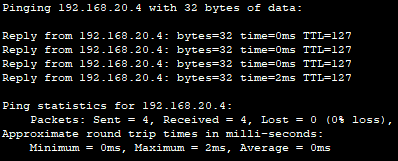 Pinging 192.168.20.4 with 32 bytes of data:
Reply from 192.168.20.4: bytes=32 time=0ms TTL=127
Reply from 192.168.20.4: bytes=32 time=0ms TTL=127
Reply from 192.168.20.4: bytes=32 time=0ms TTL=127
Reply from 192.168.20.4: bytes=32 time=2ms TTL=127
Ping statistics for 192.168.20.4:
Packets: Sent = 4, Received = 4, Lost = 0 (0% loss),
Approximate round trip times in milli-seconds:
Minimum = 0ms, Maximum = 2ms, Average = 0ms